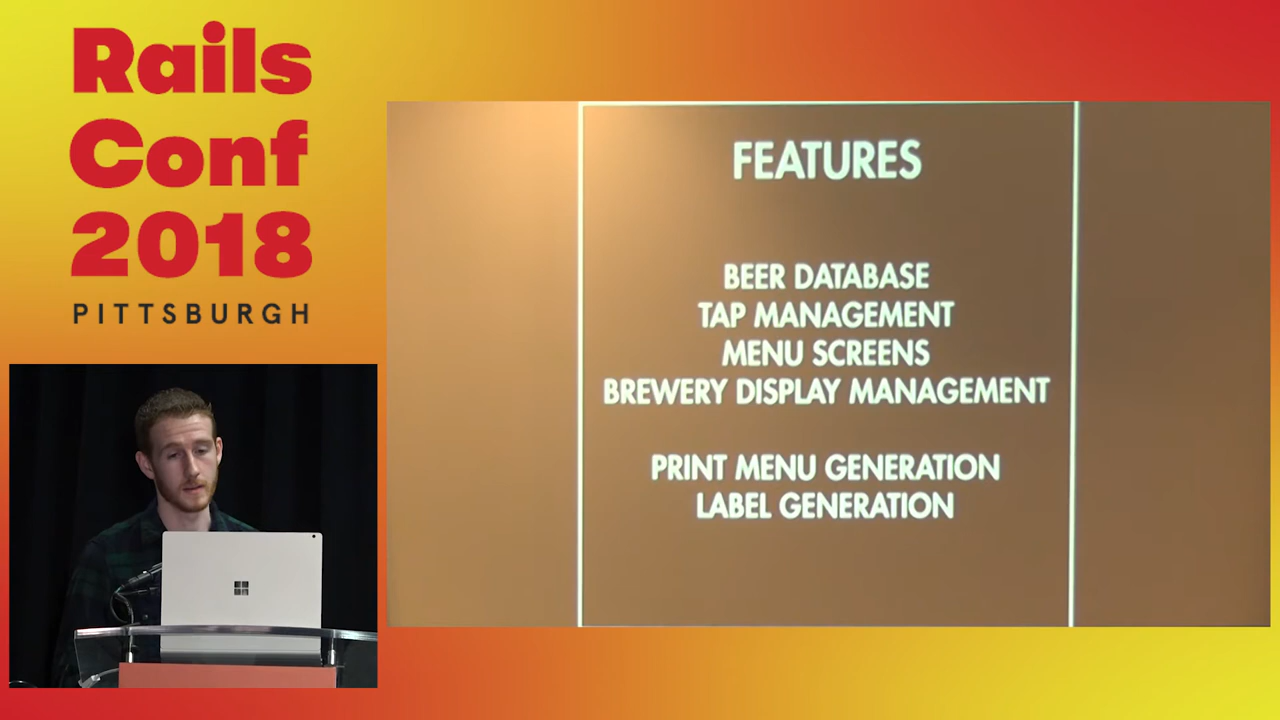 Rails
Conf
2018
PITTSBURGH
FEATURES
BEER DATABASE
TAP MANAGEMENT
MENU SCREENS
BREWERY DISPLAY MANAGEMENT
PRINT MENU GENERATION
LABEL GENERATION